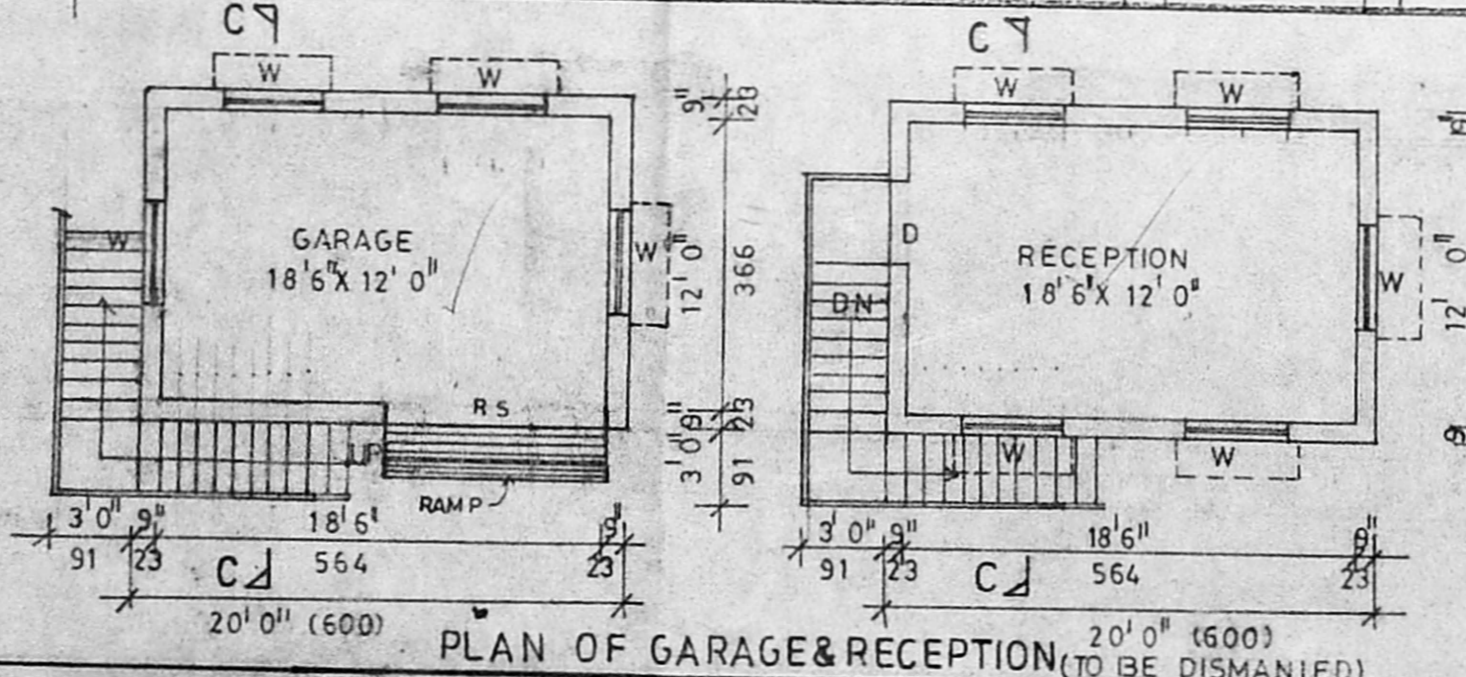 C
W
W
W
GARAGE
18'6"X 12' 0"
W
R S
UP
RAMP
9"
23
12' 0"
366
9"
23
3' 0"
91
3' 0"
9"
18'6"
9"
91
23
C
564
23
20' 0" (600)
C
W
W
D
RECEPTION
18' 6"X 12' 0"
W
DN
W
W
9"
12' 0"
9"
3' 0"
9"
18'6"
9"
91
23
C
564
23
20' 0" (600)
PLAN OF GARAGE&RECEPTION (TO BE DISMANTLED)